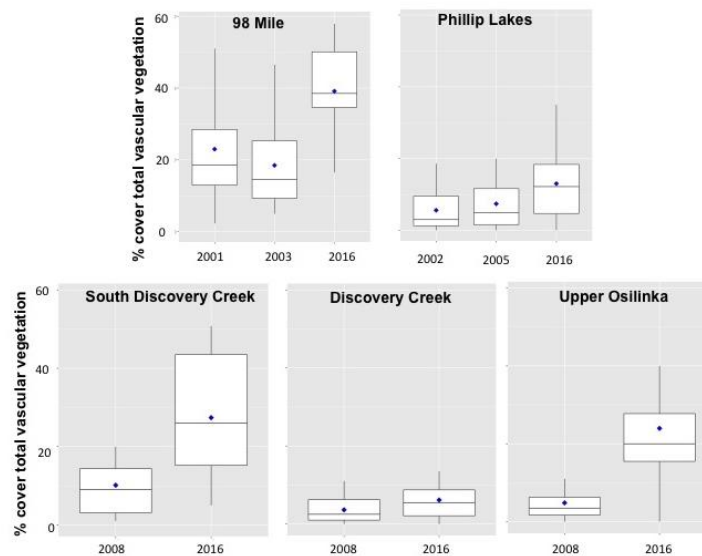 98 Mile
Phillip Lakes
% cover total vascular vegetation
60
40
20
0
2001 2003 2016
2002 2005 2016
South Discovery Creek
Discovery Creek
Upper Osilinka
% cover total vascular vegetation
60
40
20
0
2008 2016
2008 2016
2008 2016